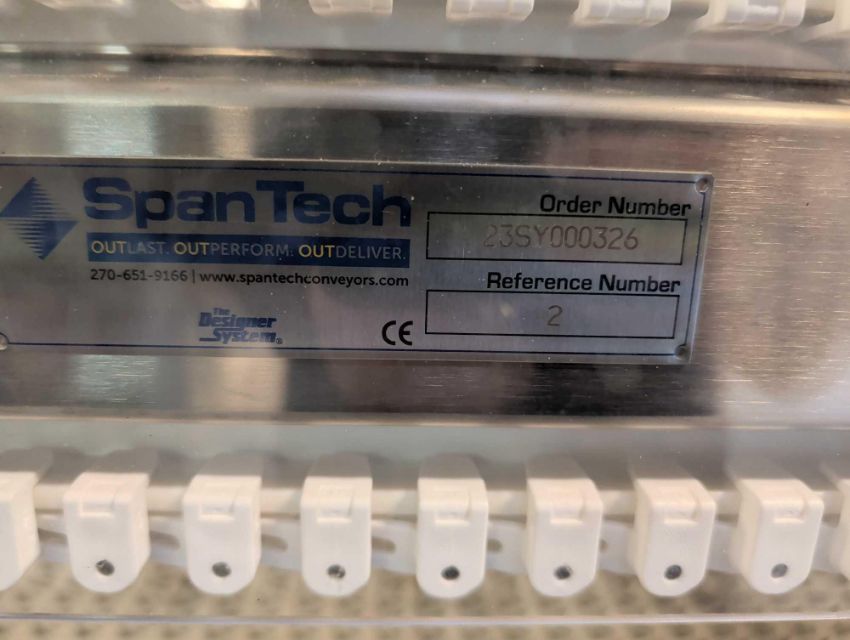 SpanTech
OUTLAST. OUTPERFORM. OUTDELIVER.
270-651-9166 | www.spantechconveyors.com
The
Designer
System®
CE
Order Number
23SY000326
Reference Number
2